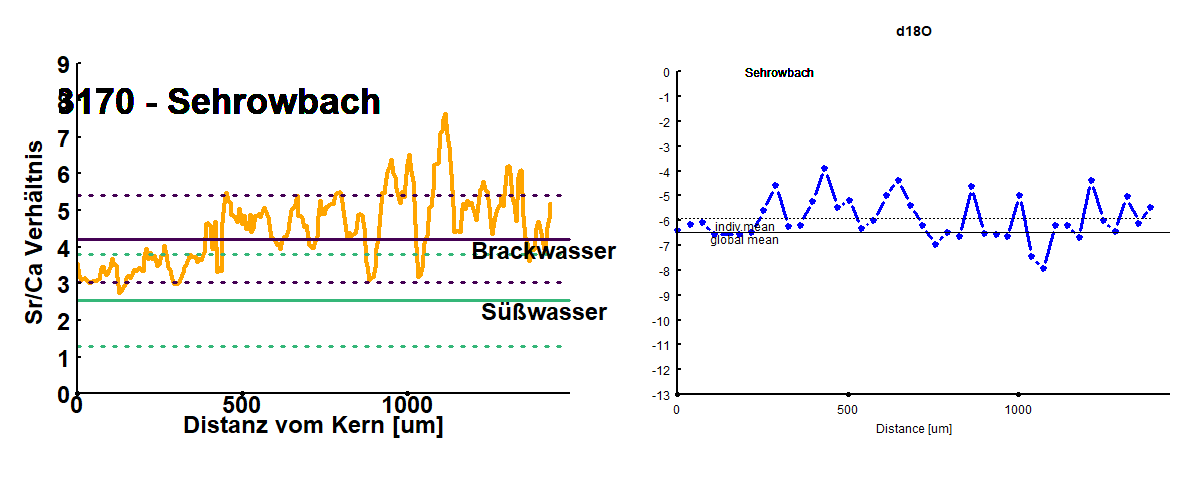 d18O
9
8
7
6
5
4
3
2
1
0
3170 - Sehrowbach
Sr/Ca Verhältnis
Brackwasser
Süßwasser
0 500 1000
Distanz vom Kern [um]
Sehrowbach
0
-1
-2
-3
-4
-5
-6
-7
-8
-9
-10
-11
-12
-13
indiv.mean
global mean
0 500 1000
Distance [um]